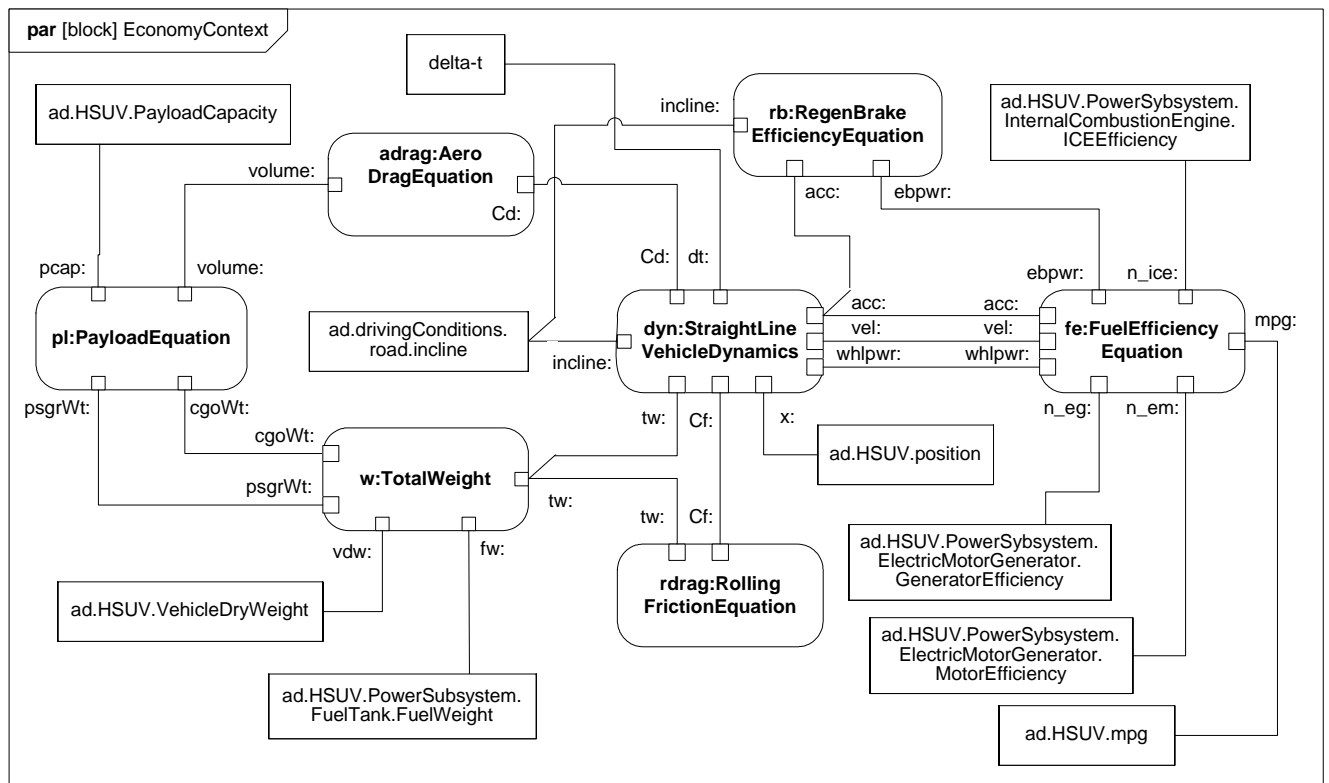 par [block] EconomyContext
delta-t
ad.HSUV.PayloadCapacity
incline:
rb:RegenBrake
EfficiencyEquation
ad.HSUV.PowerSybsystem.
InternalCombustionEngine.
ICEEfficiency
adrag:Aero
DragEquation
volume:
Cd:
acc:
ebpwr:
pcap:
volume:
Cd:
dt:
ebpwr:
n_ice:
pl:PayloadEquation
ad.drivingConditions.
road.incline
incline:
dyn:StraightLine
VehicleDynamics
acc:
vel:
whlpwr:
acc:
vel:
whlpwr:
fe:FuelEfficiency
Equation
mpg:
psgrWt:
cgoWt:
tw:
Cf:
x:
n_eg:
n_em:
cgoWt:
psgrWt:
w:TotalWeight
tw:
ad.HSUV.position
vdw:
fw:
tw:
Cf:
rdrag:Rolling
FrictionEquation
ad.HSUV.PowerSybsystem.
ElectricMotorGenerator.
GeneratorEfficiency
ad.HSUV.VehicleDryWeight
ad.HSUV.PowerSybsystem.
ElectricMotorGenerator.
MotorEfficiency
ad.HSUV.PowerSubsystem.
FuelTank.FuelWeight
ad.HSUV.mpg